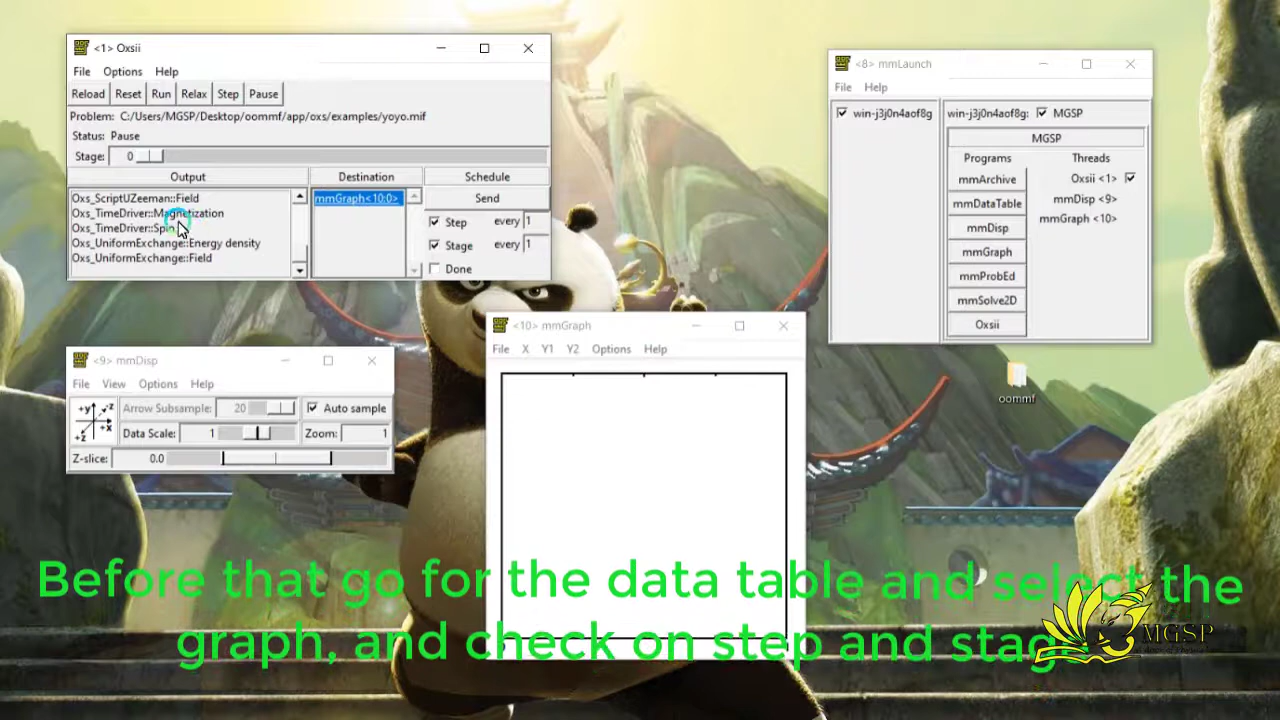 <1> Oxsii
File Options Help
Reload Reset Run Relax Step Pause
Problem: C:/Users/MGSP/Desktop/oommf/app/oxs/examples/yoyo.mif
Status: Pause
Stage: 0
Output Destination Schedule
Oxs_ScriptUZeeman::Field
Oxs_TimeDriver::Magnetization
Oxs_TimeDriver::Spin
Oxs_UniformExchange::Energy density
Oxs_UniformExchange::Field
mmGraph<10:0>
Send
Step every 1
Stage every 1
Done
<8> mmLaunch
File Help
win-j3j0n4aof8g
win-j3j0n4aof8g: MGSP
MGSP
Programs Threads
mmArchive
mmDataTable
mmDisp
mmGraph
mmProbEd
mmSolve2D
Oxsii
Oxsii <1>
mmDisp <9>
mmGraph <10>
<9> mmDisp
File View Options Help
+y -z
+x
+z
Arrow Subsample: 20 Auto sample
Data Scale: 1 Zoom: 1
Z-slice: 0.0
<10> mmGraph
File X Y1 Y2 Options Help
oommf
Before that go for the data table and select the
graph, and check on step and stage
MGSP